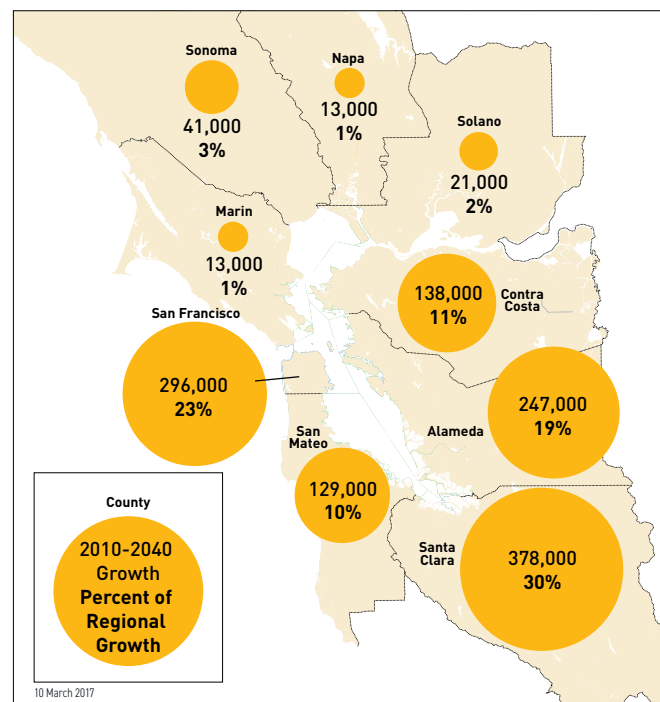 Sonoma
41,000
3%
Napa
13,000
1%
Solano
21,000
2%
Marin
13,000
1%
138,000
11%
Contra
Costa
San Francisco
296,000
23%
247,000
19%
Alameda
San
Mateo
129,000
10%
Santa
Clara
378,000
30%
County
2010-2040
Growth
Percent of
Regional
Growth
10 March 2017